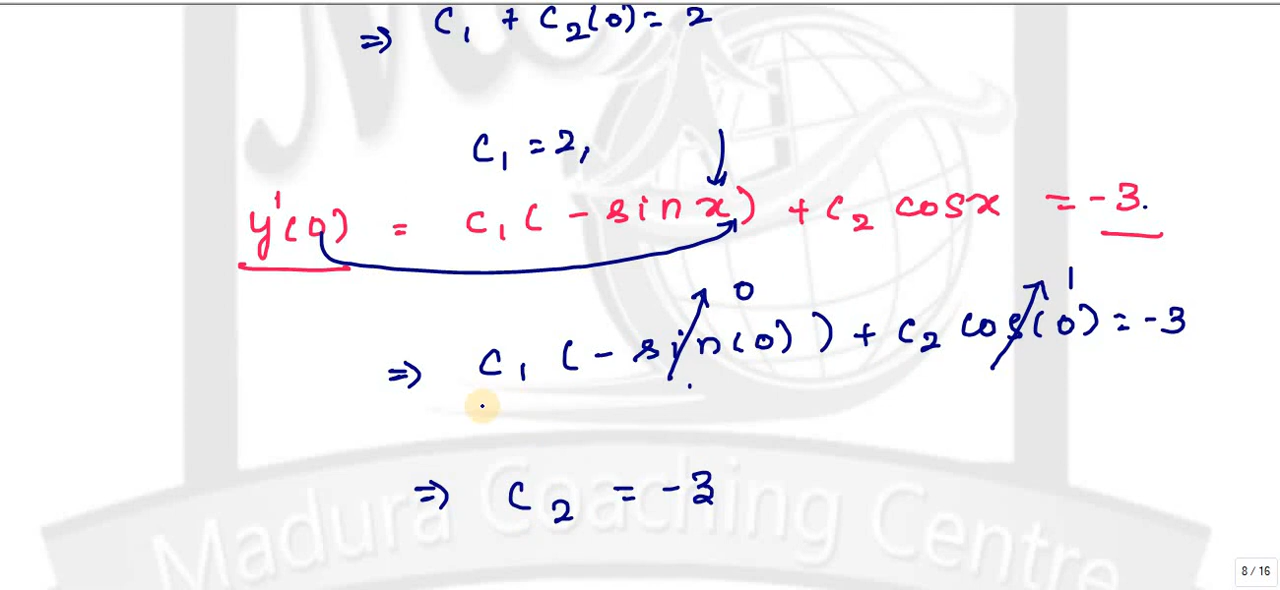 ⇒ C₁ + C₂(0) = 2
C₁ = 2,
y'(0) = C₁(-sin x) + C₂ cosx = -3.
0 1
⇒ C₁ (-sin(0)) + C₂ cos(0) = -3
⇒ C₂ = -3
Madura Coaching Centre
8 / 16